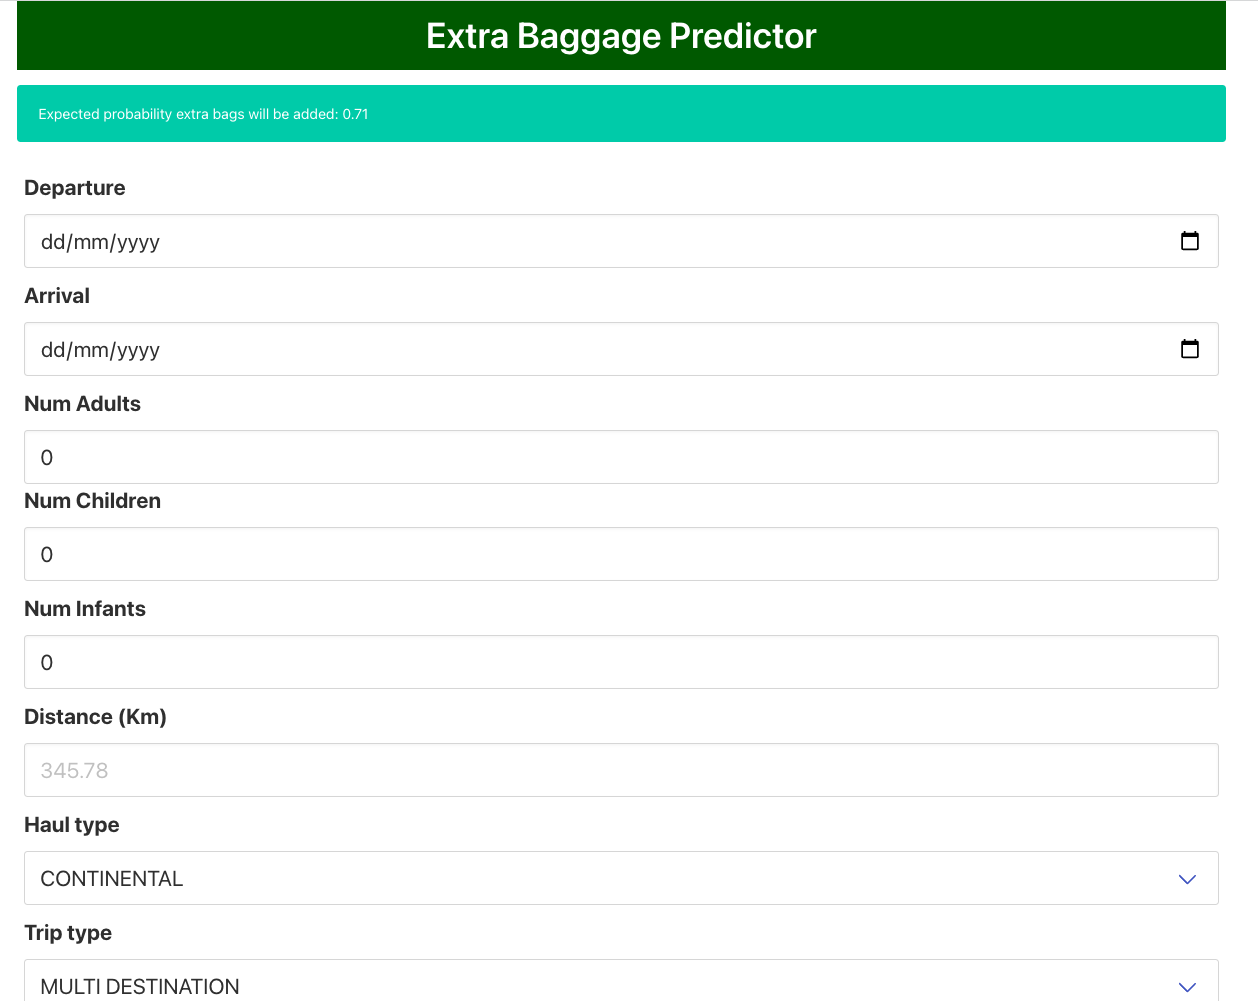 Extra Baggage Predictor
Expected probability extra bags will be added: 0.71
Departure
dd/mm/yyyy
Arrival
dd/mm/yyyy
Num Adults
0
Num Children
0
Num Infants
0
Distance (Km)
345.78
Haul type
CONTINENTAL
Trip type
MULTI DESTINATION